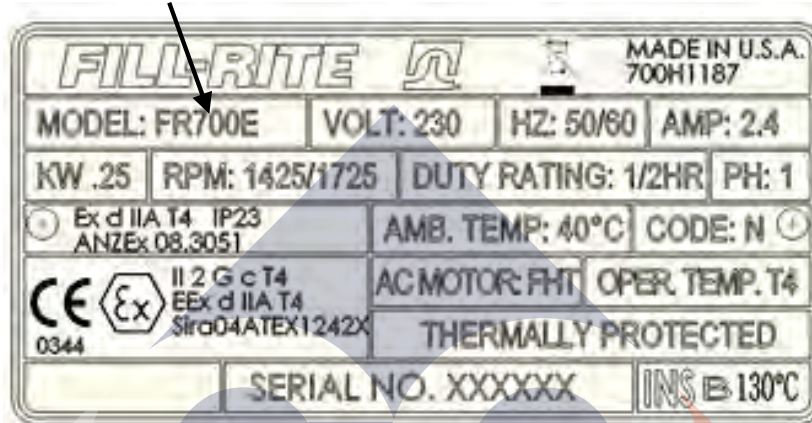 FILL-RITE MADE IN U.S.A.
700H1187
MODEL: FR700E VOLT: 230 HZ: 50/60 AMP: 2.4
KW .25 RPM: 1425/1725 DUTY RATING: 1/2HR PH: 1
Ex d IIA T4 IP23
ANZEx 08.3051
AMB. TEMP: 40°C CODE: N
CE Ex II 2 G c T4
EEx d IIA T4
Sira04ATEX1242X
0344
AC MOTOR: FHT OPER. TEMP. T4
THERMALLY PROTECTED
SERIAL NO. XXXXXX INS B 130°C